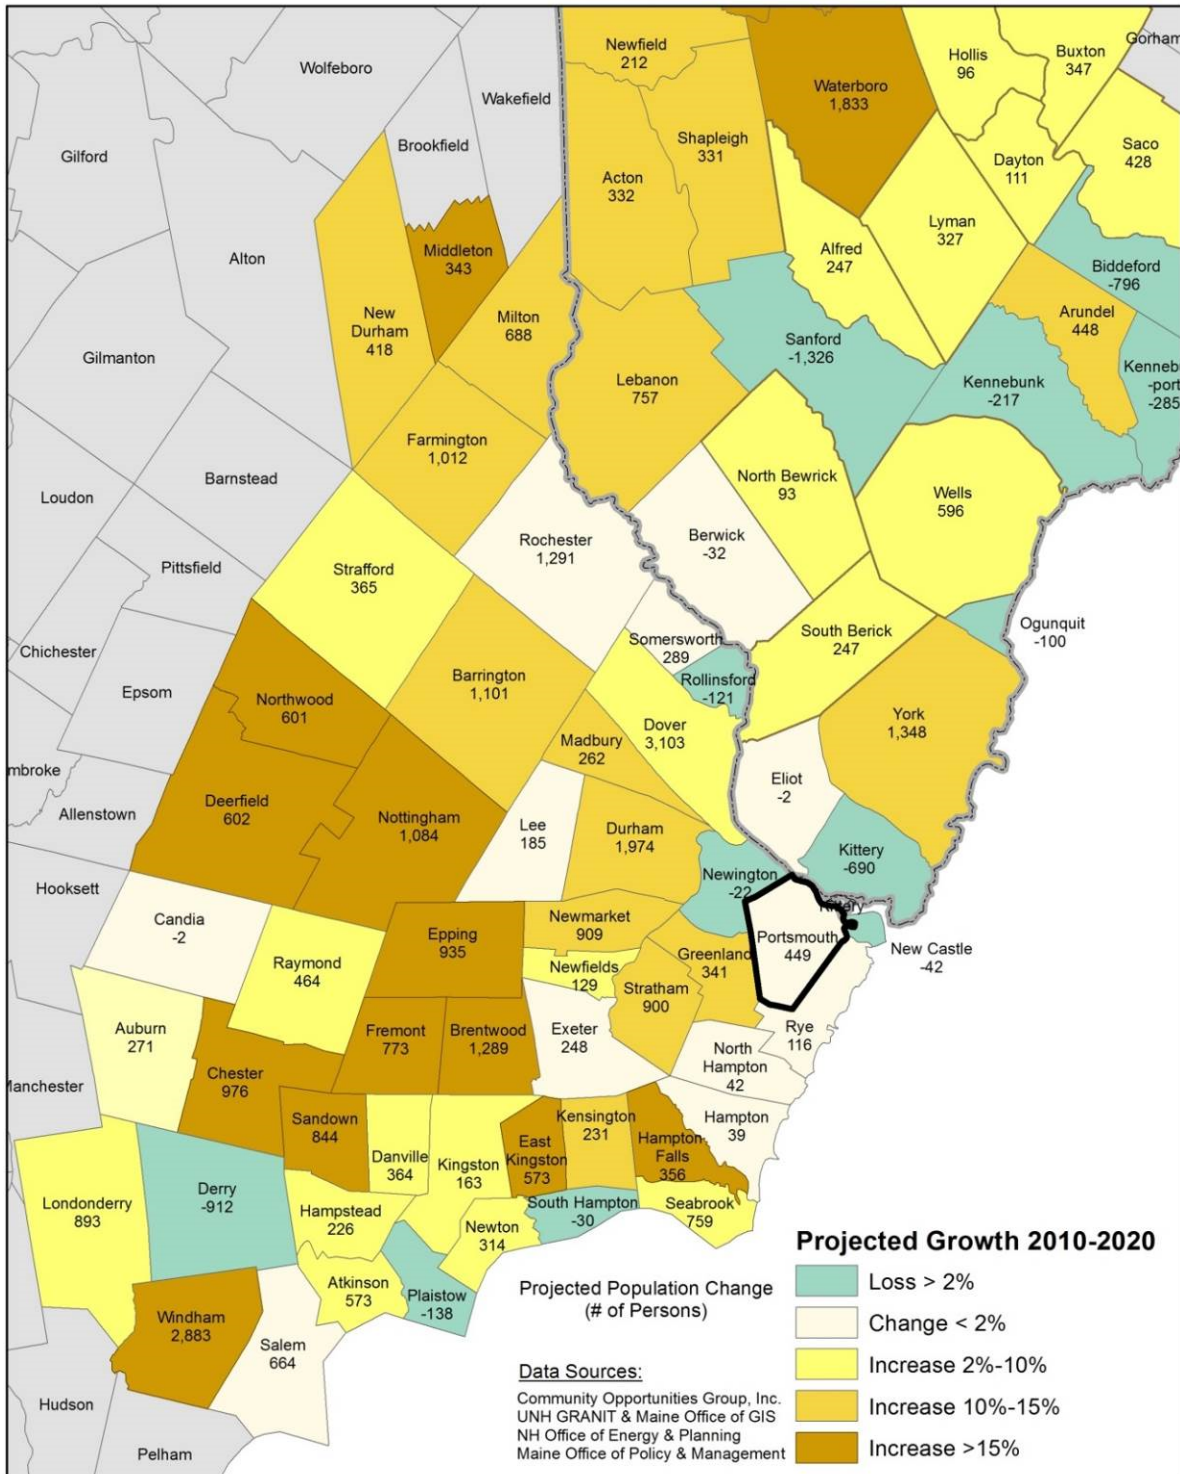 Wolfeboro
Wakefield
Brookfield
Gilford
Alton
Gilmanton
Barnstead
Loudon
Pittsfield
Chichester
Epsom
mbroke
Allenstown
Hooksett
Manchester
Hudson
Pelham
Gorham
Newfield
212
Waterboro
1,833
Hollis
96
Buxton
347
Saco
428
Shapleigh
331
Acton
332
Dayton
111
Lyman
327
Alfred
247
Biddeford
-796
Arundel
448
Kennebu
-port
-285
Kennebunk
-217
Sanford
-1,326
Middleton
343
New
Durham
418
Milton
688
Lebanon
757
Farmington
1,012
North Bewrick
93
Wells
596
Rochester
1,291
Berwick
-32
Strafford
365
Somersworth
289
South Berick
247
Ogunquit
-100
Rollinsford
-121
Barrington
1,101
Northwood
601
Dover
3,103
York
1,348
Madbury
262
Eliot
-2
Deerfield
602
Nottingham
1,084
Lee
185
Durham
1,974
Kittery
-690
Newington
-22
Kittery
Candia
-2
Epping
935
Newmarket
909
Portsmouth
449
New Castle
-42
Raymond
464
Newfields
129
Greenland
341
Stratham
900
Auburn
271
Fremont
773
Brentwood
1,289
Exeter
248
Rye
116
Chester
976
North
Hampton
42
Sandown
844
Kensington
231
Hampton
39
Danville
364
Kingston
163
East
Kingston
573
Hampton
Falls
356
Londonderry
893
Derry
-912
Hampstead
226
South Hampton
-30
Seabrook
759
Newton
314
Atkinson
573
Plaistow
-138
Windham
2,883
Salem
664
Projected Growth 2010-2020
Loss > 2%
Change < 2%
Increase 2%-10%
Increase 10%-15%
Increase >15%
Projected Population Change
(# of Persons)
Data Sources:
Community Opportunities Group, Inc.
UNH GRANIT & Maine Office of GIS
NH Office of Energy & Planning
Maine Office of Policy & Management